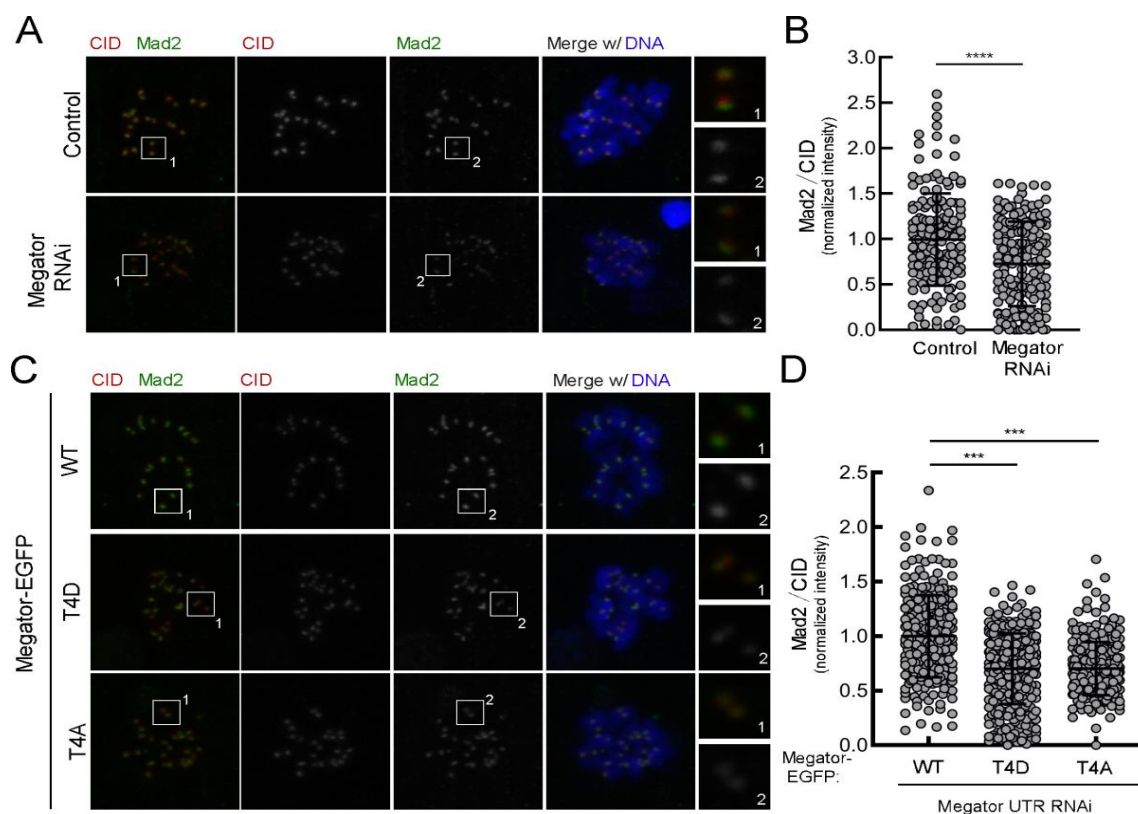 A
CID Mad2
CID
Mad2
Merge w/ DNA
Control
1
2
1
2
Megator
RNAi
1
2
1
2
B
****
3.0
2.5
2.0
1.5
1.0
0.5
0.0
Mad2 / CID
(normalized intensity)
Control
Megator
RNAi
C
CID Mad2
CID
Mad2
Merge w/ DNA
Megator-EGFP
WT
1
2
1
2
T4D
1
2
1
2
T4A
1
2
1
2
D
***
***
2.5
2.0
1.5
1.0
0.5
0.0
Mad2 / CID
(normalized intensity)
Megator-
EGFP:
WT
T4D
T4A
Megator UTR RNAi